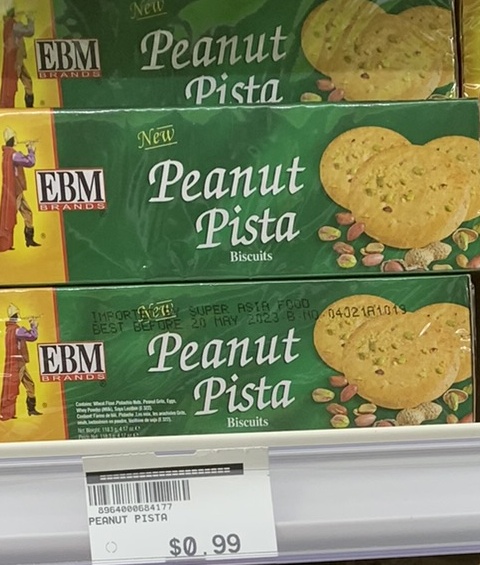 New
EBM
BRANDS
Peanut
Pista
New
EBM
BRANDS
Peanut
Pista
Biscuits
New
IMPORTED BY SUPER ASIA FOOD
BEST BEFORE 20 MAY 2023 B NO. 04021A1019
EBM
BRANDS
Peanut
Pista
Biscuits
8964000684177
PEANUT PISTA
$0.99